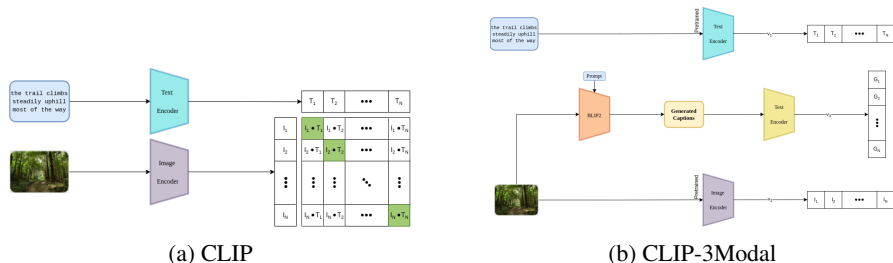 the trail climbs
steadily uphill
most of the way
Text
Encoder
T1 T2 ••• TN
I1 I1•T1 I1•T2 ••• I1•TN
I2 I2•T1 I2•T2 ••• I2•TN
Image
Encoder
IN IN•T1 IN•T2 ••• IN•TN
(a) CLIP
the trail climbs
steadily uphill
most of the way
Pretrained
Text
Encoder
T1 T2 ••• TN
Prompt
BLIP2
Generated
Captions
Text
Encoder
G1
G2
GN
Pretrained
Image
Encoder
I1 I2 ••• IN
(b) CLIP-3Modal